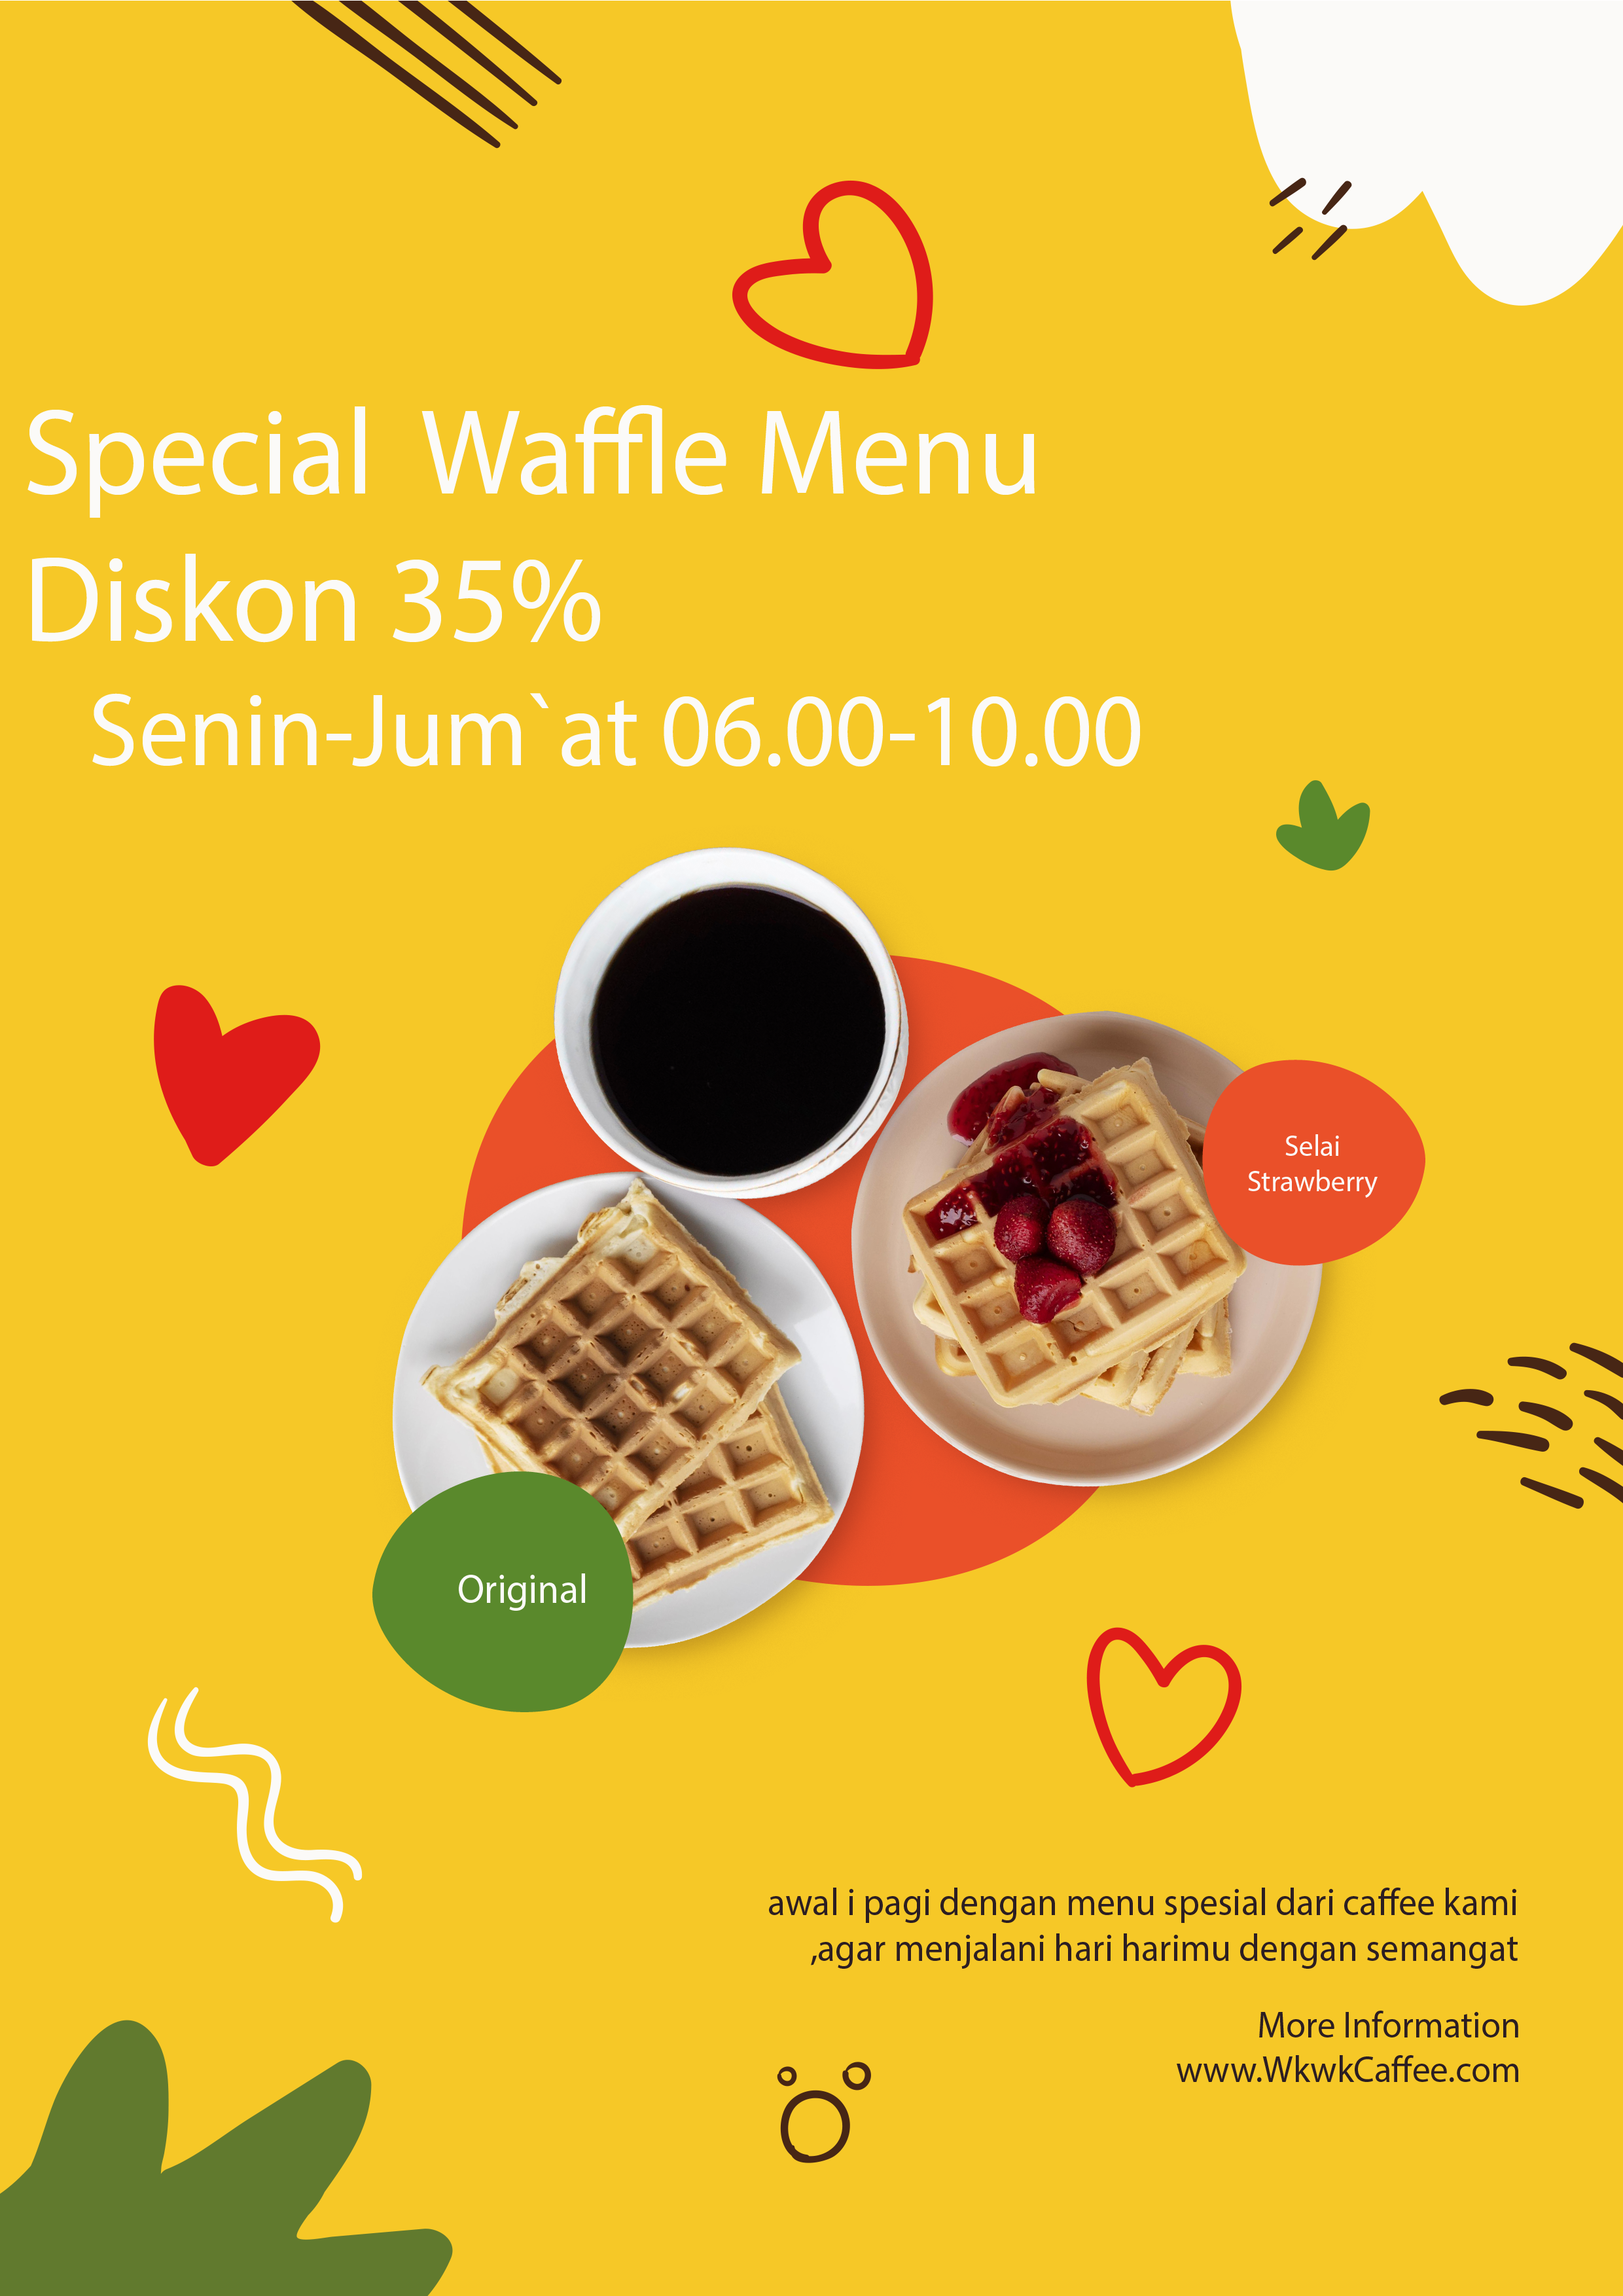 Special  Waffle Menu
Diskon 35%
Senin-Jum`at 06.00-10.00
Selai
Strawberry
Original
awal i pagi dengan menu spesial dari caffee kami
,agar menjalani hari harimu dengan semangat
More Information
www.WkwkCaffee.com